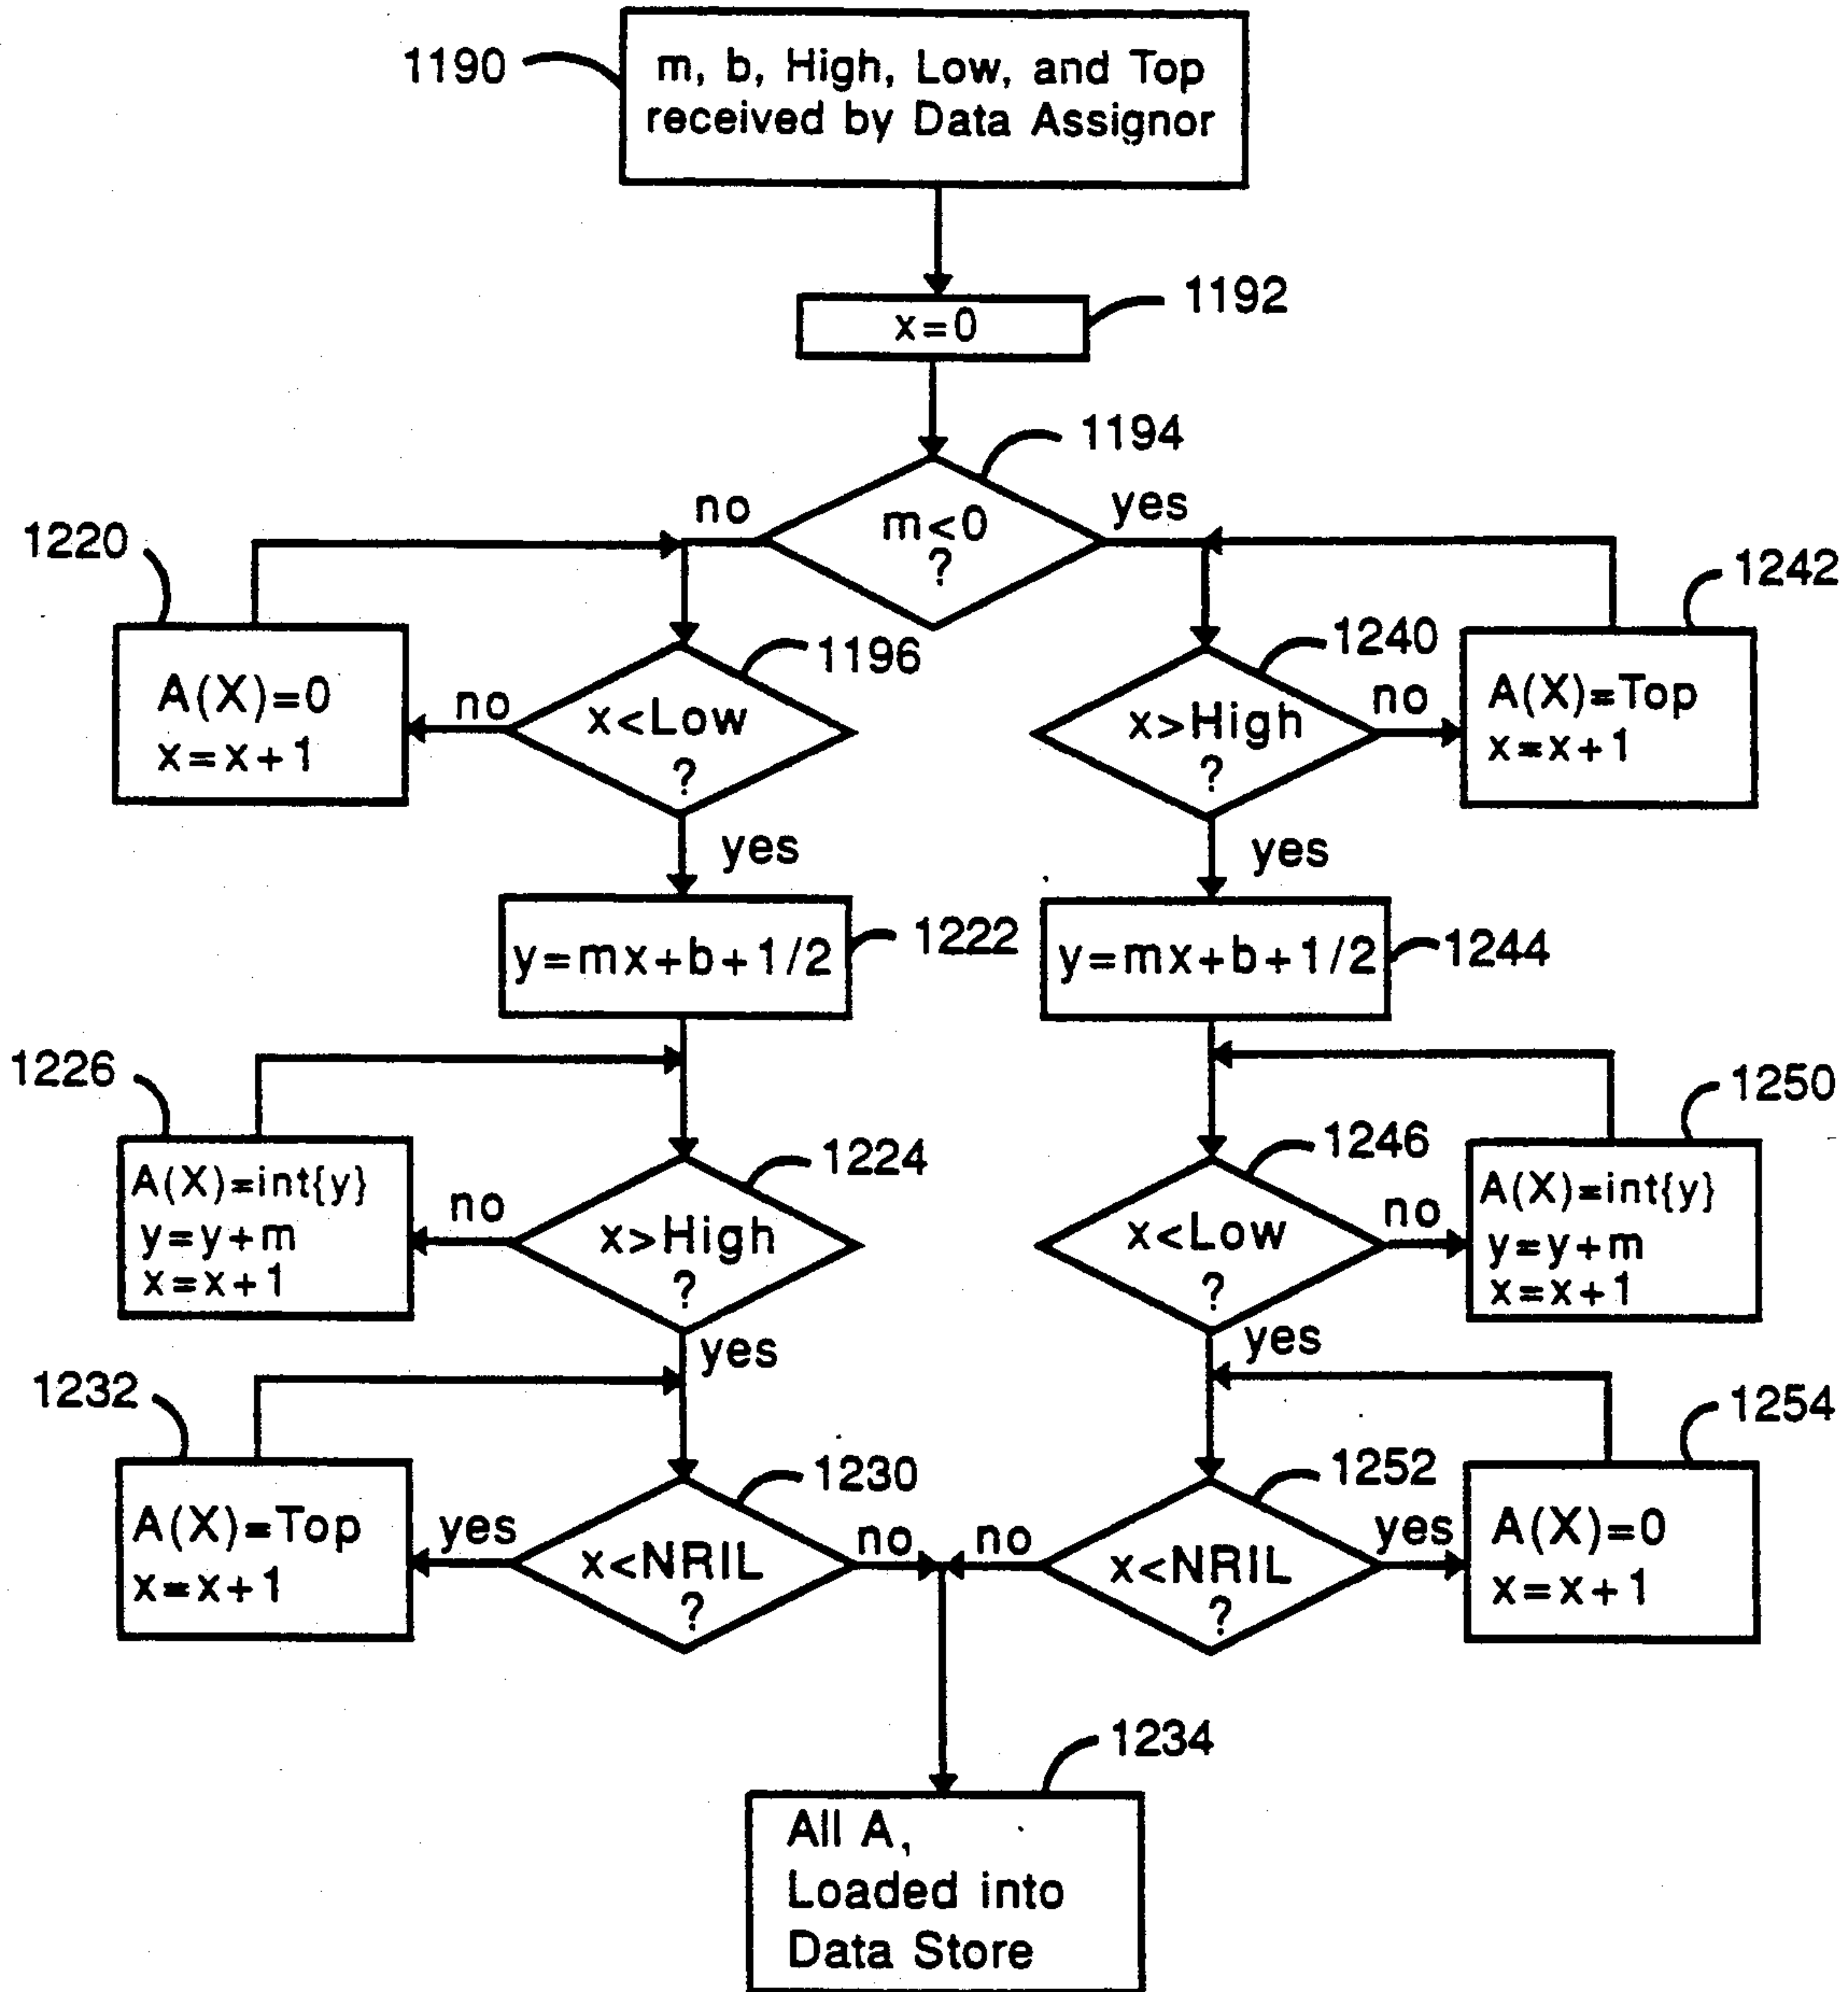 1190
m, b, High, Low, and Top
received by Data Assignor
1192
x=0
1194
no
m<0
?
yes
1220
A(X)=0
x=x+1
no
1196
x<Low
?
yes
1240
x>High
?
no
yes
1242
A(X)=Top
x=x+1
y=mx+b+1/2
1222
y=mx+b+1/2
1244
1226
A(X)=int{y}
y=y+m
x=x+1
no
1224
x>High
?
yes
1246
x<Low
?
no
yes
1250
A(X)=int{y}
y=y+m
x=x+1
1232
A(X)=Top
x=x+1
yes
1230
x<NRIL
?
no
no
1252
x<NRIL
?
yes
1254
A(X)=0
x=x+1
1234
All A,
Loaded into
Data Store